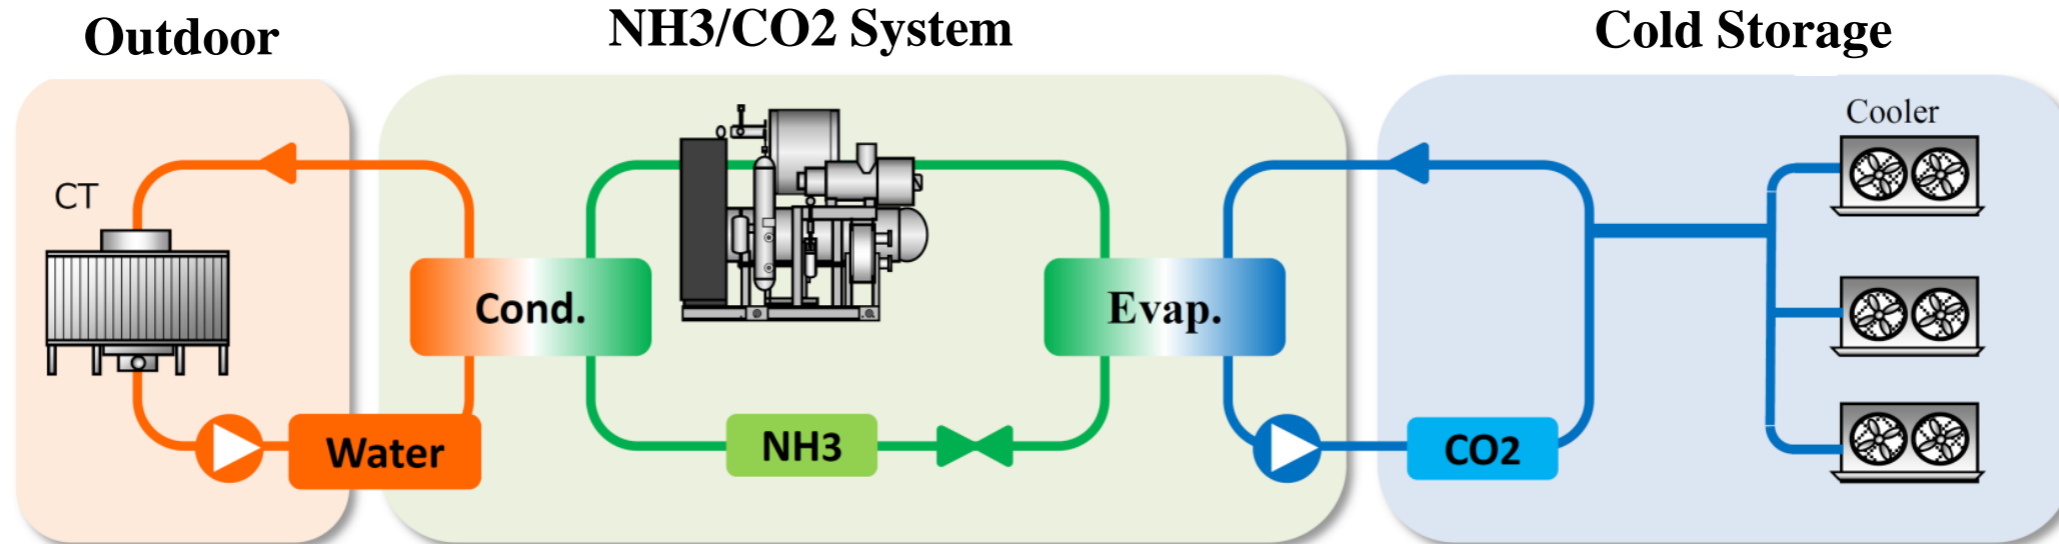 Outdoor
NH3/CO2 System
Cold Storage
Cooler
CT
Cond.
Evap.
Water
NH3
CO2